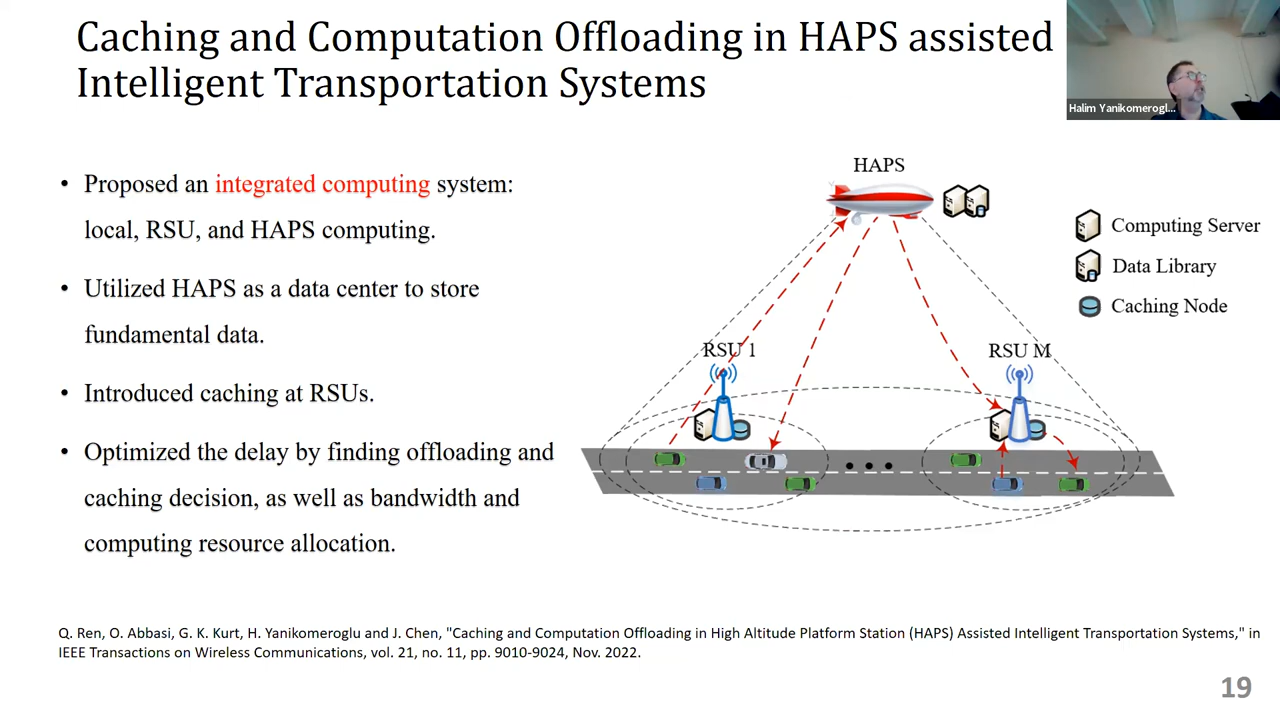 Caching and Computation Offloading in HAPS assisted
Intelligent Transportation Systems
Halim Yanikomerogl...
• Proposed an integrated computing system:
local, RSU, and HAPS computing.
• Utilized HAPS as a data center to store
fundamental data.
• Introduced caching at RSUs.
• Optimized the delay by finding offloading and
caching decision, as well as bandwidth and
computing resource allocation.
HAPS
Computing Server
Data Library
Caching Node
RSU 1
RSU M
Q. Ren, O. Abbasi, G. K. Kurt, H. Yanikomeroglu and J. Chen, "Caching and Computation Offloading in High Altitude Platform Station (HAPS) Assisted Intelligent Transportation Systems," in
IEEE Transactions on Wireless Communications, vol. 21, no. 11, pp. 9010-9024, Nov. 2022.
19